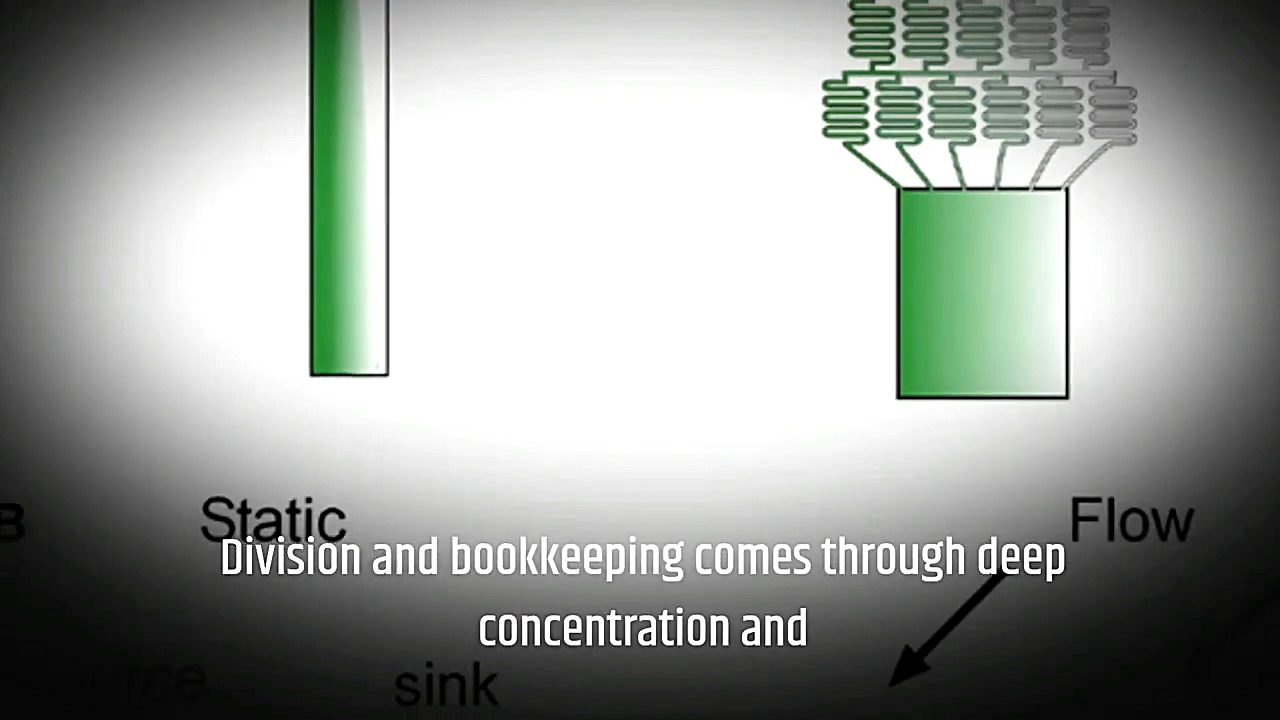 B
Static
Flow
Division and bookkeeping comes through deep
concentration and
sink